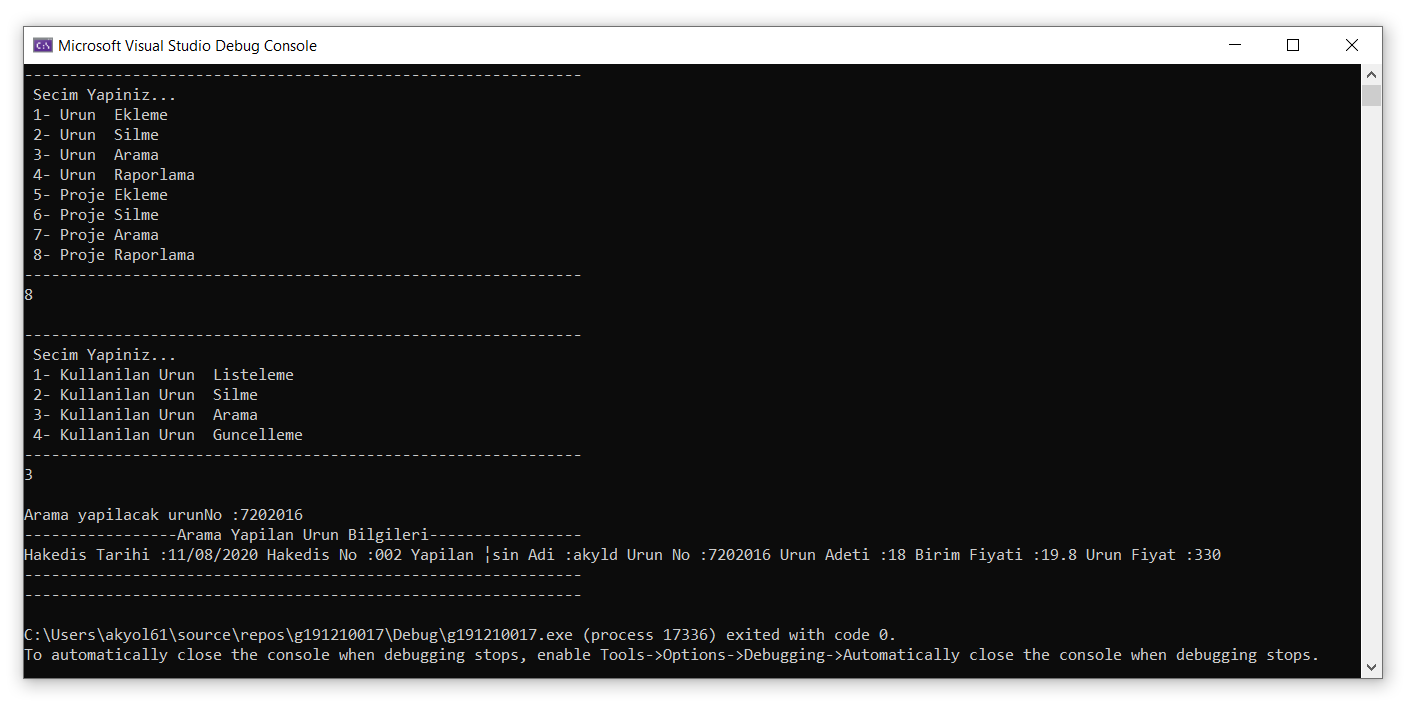 Microsoft Visual Studio Debug Console
--------------------------------------------------------------
 Secim Yapiniz...
 1- Urun  Ekleme
 2- Urun  Silme
 3- Urun  Arama
 4- Urun  Raporlama
 5- Proje Ekleme
 6- Proje Silme
 7- Proje Arama
 8- Proje Raporlama
--------------------------------------------------------------
8
--------------------------------------------------------------
 Secim Yapiniz...
 1- Kullanilan Urun  Listeleme
 2- Kullanilan Urun  Silme
 3- Kullanilan Urun  Arama
 4- Kullanilan Urun  Guncelleme
--------------------------------------------------------------
3
Arama yapilacak urunNo :7202016
-----------------Arama Yapilan Urun Bilgileri-----------------
Hakedis Tarihi :11/08/2020 Hakedis No :002 Yapilan ¦sin Adi :akyld Urun No :7202016 Urun Adeti :18 Birim Fiyati :19.8 Urun Fiyat :330
--------------------------------------------------------------
--------------------------------------------------------------
C:\Users\akyol61\source\repos\g191210017\Debug\g191210017.exe (process 17336) exited with code 0.
To automatically close the console when debugging stops, enable Tools->Options->Debugging->Automatically close the console when debugging stops.